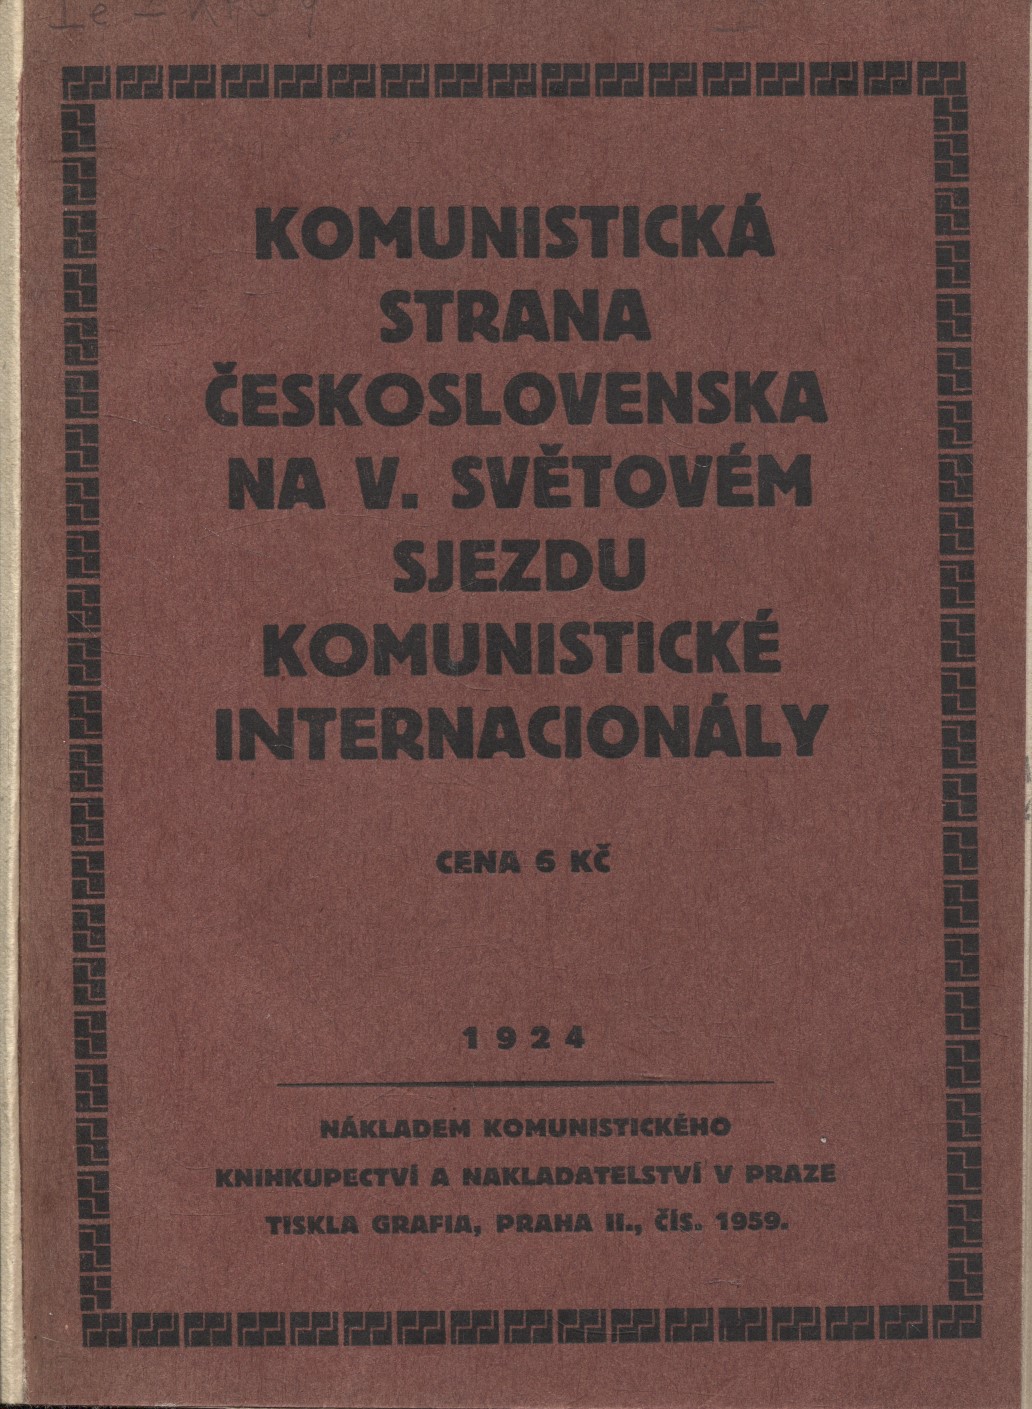 KOMUNISTICKÁ
STRANA
ČESKOSLOVENSKA
NA V. SVĚTOVÉM
SJEZDU
KOMUNISTICKÉ
INTERNACIONÁLY
CENA 6 KČ
1924
NÁKLADEM KOMUNISTICKÉHO
KNIHKUPECTVÍ A NAKLADATELSTVÍ V PRAZE
TISKLA GRAFIA, PRAHA II., ČÍS. 1959.